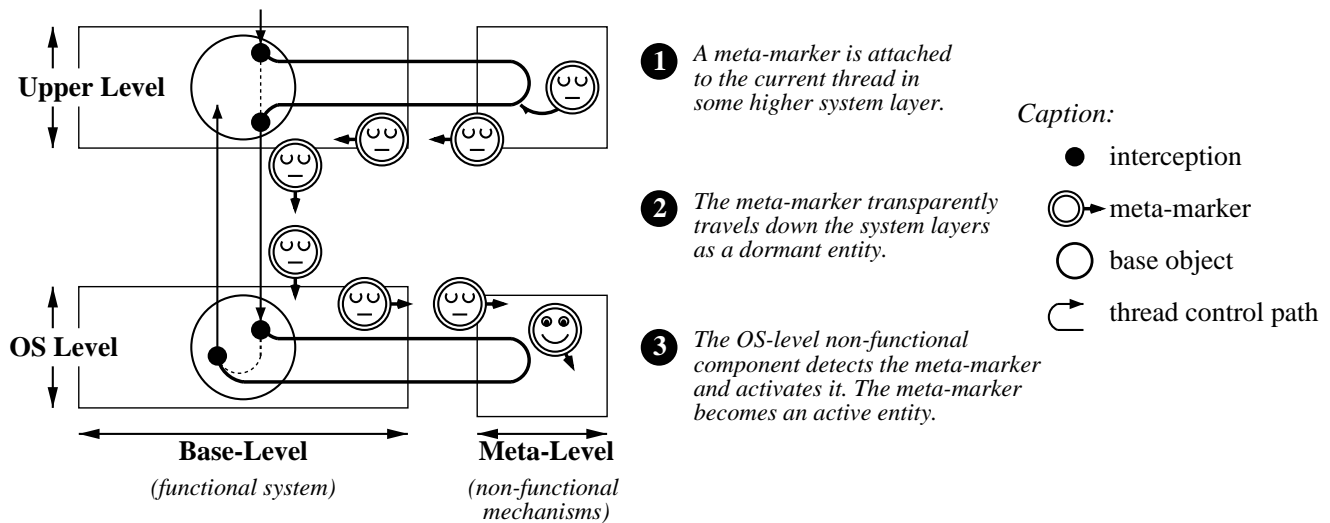 Upper Level
OS Level
Base-Level
(functional system)
Meta-Level
(non-functional
mechanisms)
1
A meta-marker is attached
to the current thread in
some higher system layer.
2
The meta-marker transparently
travels down the system layers
as a dormant entity.
3
The OS-level non-functional
component detects the meta-marker
and activates it. The meta-marker
becomes an active entity.
Caption:
interception
meta-marker
base object
thread control path